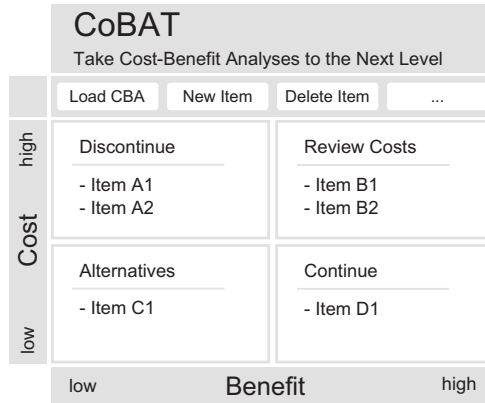 CoBAT
Take Cost-Benefit Analyses to the Next Level
Load CBA New Item Delete Item ...
high
Cost
low
Discontinue
- Item A1
- Item A2
Review Costs
- Item B1
- Item B2
Alternatives
- Item C1
Continue
- Item D1
low Benefit high